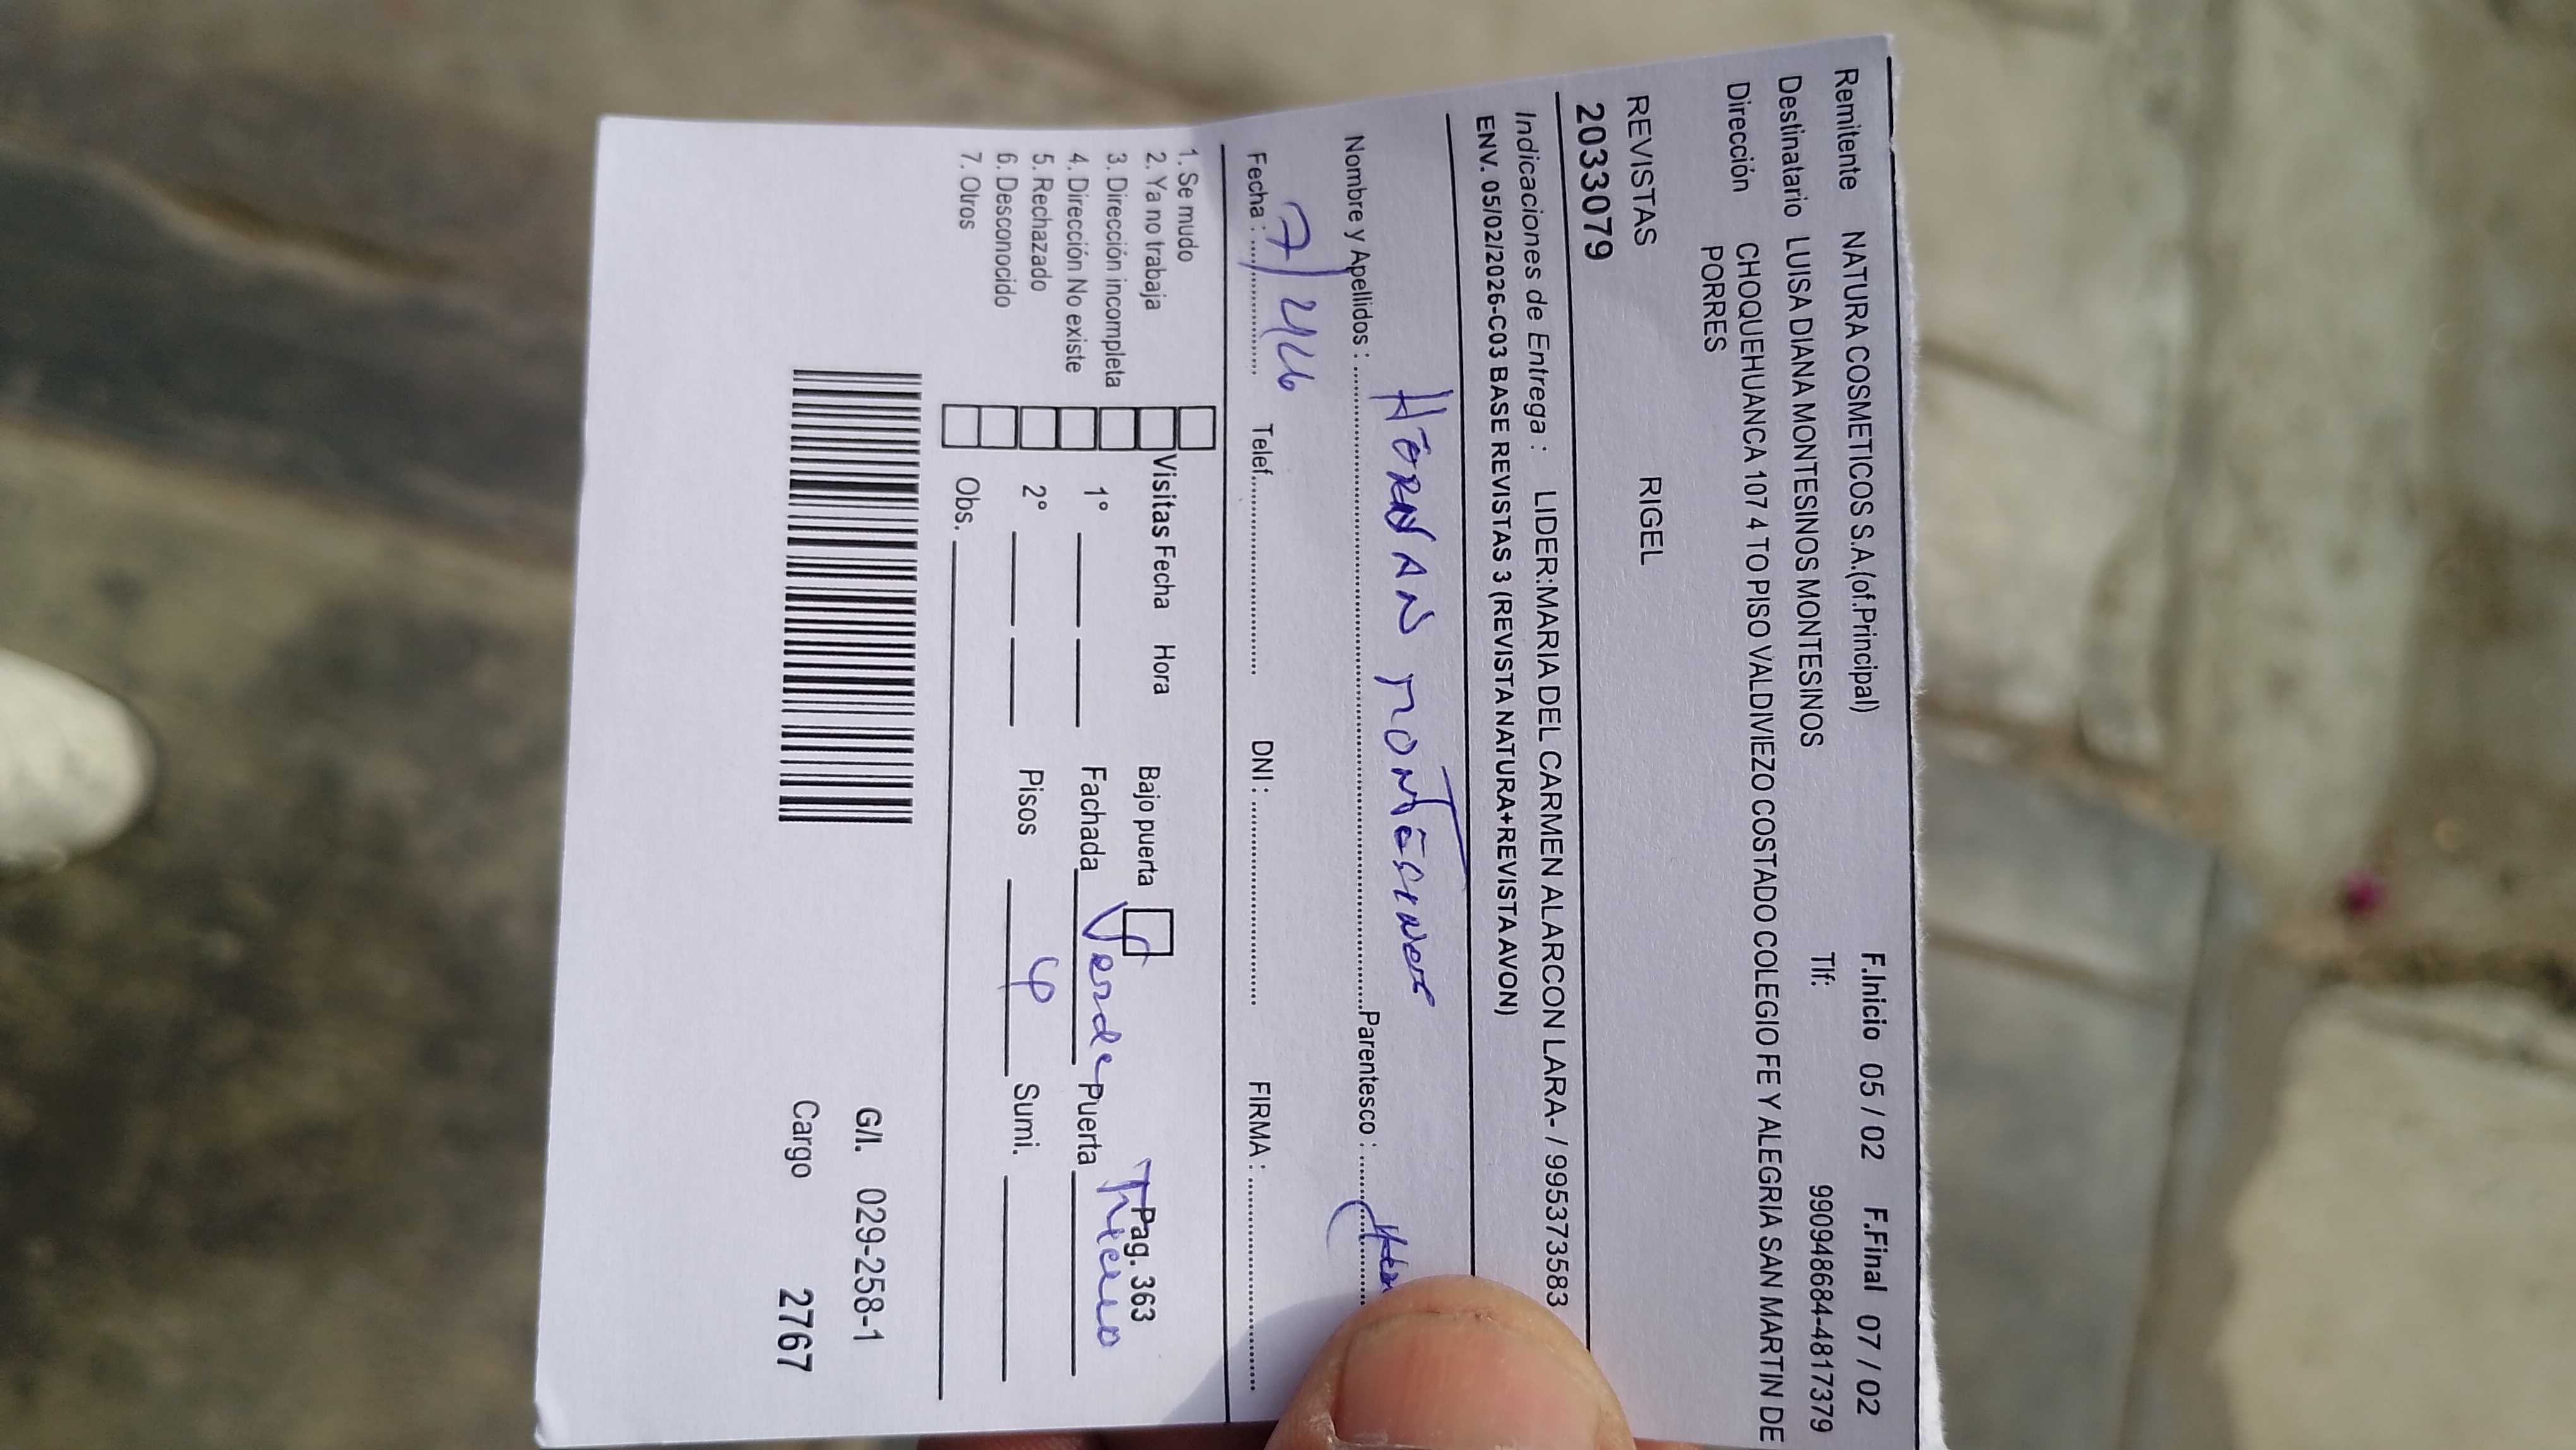 Remitente NATURA COSMETICOS S.A.(of.Principal) F.Inicio 05 / 02 F.Final 07 / 02
Destinatario LUISA DIANA MONTESINOS MONTESINOS Tlf: 990948684-4817379
Dirección CHOQUEHUANCA 107 4 TO PISO VALDIVIEZO COSTADO COLEGIO FE Y ALEGRIA SAN MARTIN DE
PORRES
REVISTAS RIGEL
2033079
Indicaciones de Entrega : LIDER:MARIA DEL CARMEN ALARCON LARA- / 995373583
ENV. 05/02/2026-C03 BASE REVISTAS 3 (REVISTA NATURA+REVISTA AVON)
HERNAN MONTESINOS
Nombre y Apellidos : Parentesco :
Fecha : Telef. DNI : FIRMA :
1. Se mudo
2. Ya no trabaja Visitas Fecha Hora Bajo puerta Pag. 363
3. Dirección incompleta
4. Dirección No existe 1° Fachada Verde Puerta
5. Rechazado
6. Desconocido 2° Pisos 4 Sumi.
7. Otros Obs.
G/I. 029-258-1
Cargo 2767